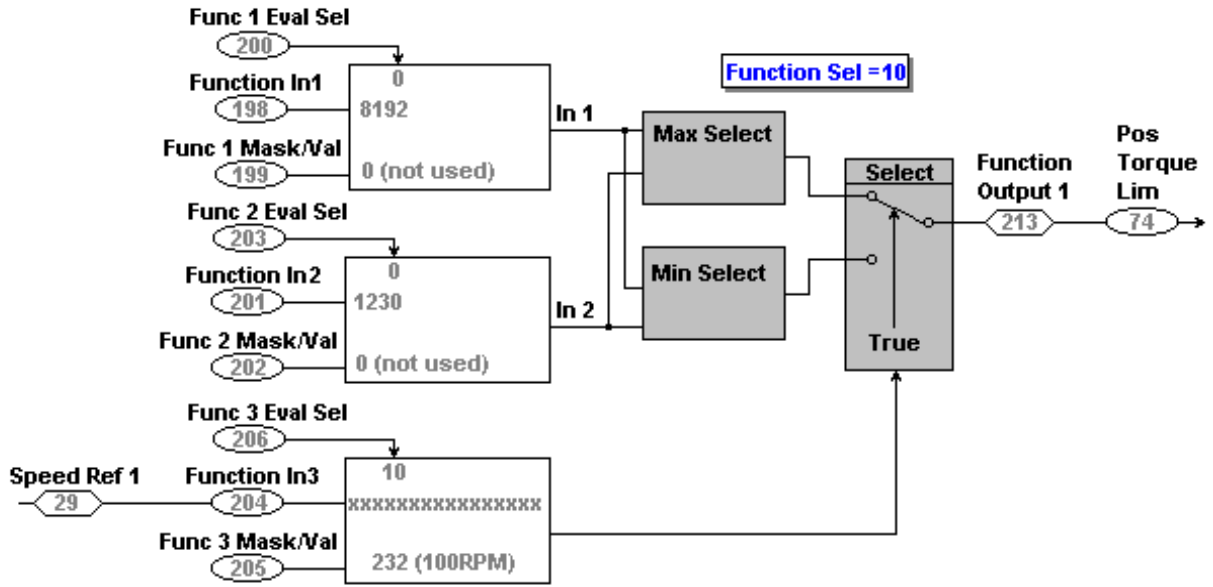 Func 1 Eval Sel
200
Function In1
198
Func 1 Mask/Val
199
0
8192
0 (not used)
In 1
Func 2 Eval Sel
203
Function In2
201
Func 2 Mask/Val
202
0
1230
0 (not used)
In 2
Func 3 Eval Sel
206
Speed Ref 1
29
Function In3
204
Func 3 Mask/Val
205
10
xxxxxxxxxxxxxxxx
232 (100RPM)
Function Sel =10
Max Select
Min Select
Select
True
Function
Output 1
213
Pos
Torque
Lim
74